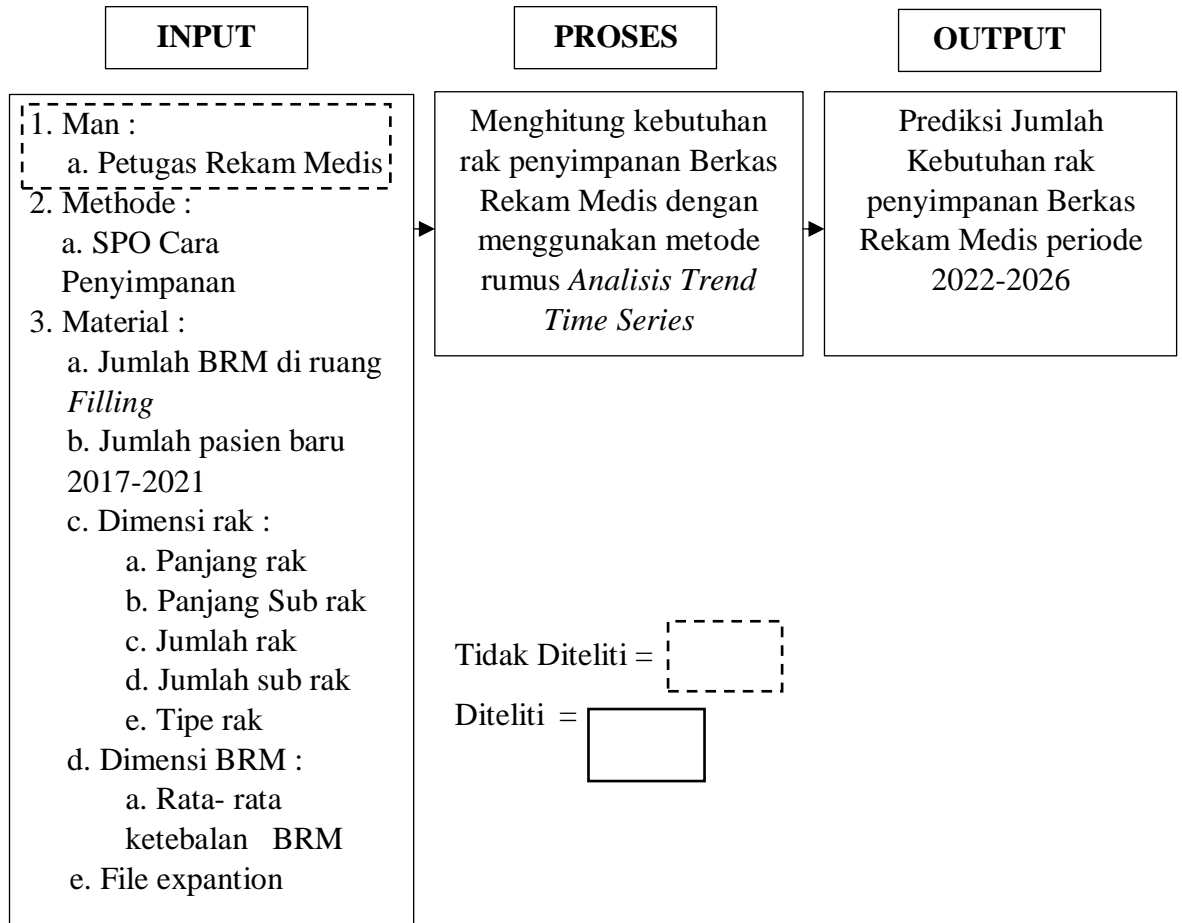 INPUT
1. Man :
a. Petugas Rekam Medis
2. Methode :
a. SPO Cara
Penyimpanan
3. Material :
a. Jumlah BRM di ruang
Filling
b. Jumlah pasien baru
2017-2021
c. Dimensi rak :
a. Panjang rak
b. Panjang Sub rak
c. Jumlah rak
d. Jumlah sub rak
e. Tipe rak
d. Dimensi BRM :
a. Rata- rata
ketebalan BRM
e. File expantion
PROSES
Menghitung kebutuhan
rak penyimpanan Berkas
Rekam Medis dengan
menggunakan metode
rumus Analisis Trend
Time Series
OUTPUT
Prediksi Jumlah
Kebutuhan rak
penyimpanan Berkas
Rekam Medis periode
2022-2026
Tidak Diteliti =
Diteliti =